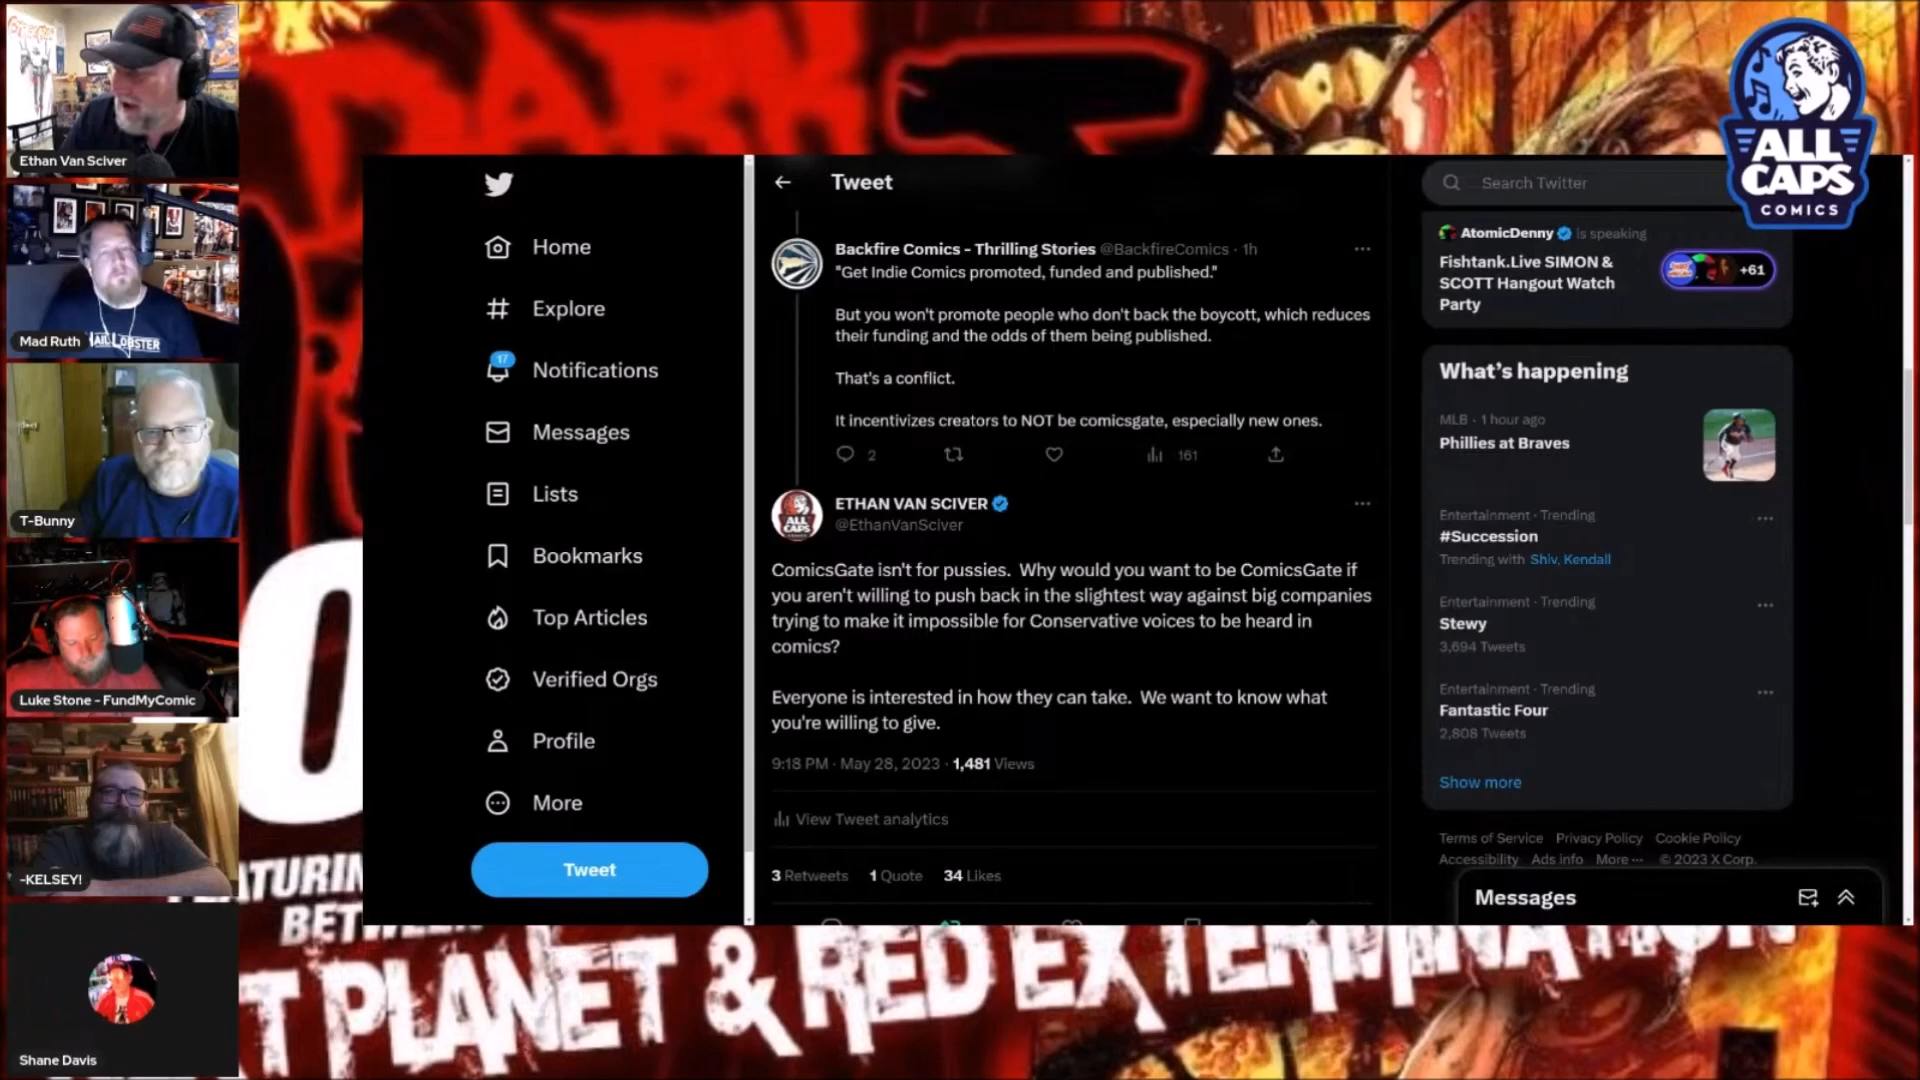 Ethan Van Sciver
Mad Ruth
HAIL LOBSTER
T-Bunny
Luke Stone - FundMyComic
-KELSEY!
Shane Davis
DARK
Home
Explore
17
Notifications
Messages
Lists
Bookmarks
Top Articles
Verified Orgs
Profile
More
Tweet
Tweet
Backfire Comics - Thrilling Stories @BackfireComics · 1h
"Get Indie Comics promoted, funded and published."
But you won't promote people who don't back the boycott, which reduces
their funding and the odds of them being published.
That's a conflict.
It incentivizes creators to NOT be comicsgate, especially new ones.
2
161
ALL CAPS
ETHAN VAN SCIVER
@EthanVanSciver
ComicsGate isn't for pussies. Why would you want to be ComicsGate if
you aren't willing to push back in the slightest way against big companies
trying to make it impossible for Conservative voices to be heard in
comics?
Everyone is interested in how they can take. We want to know what
you're willing to give.
9:18 PM · May 28, 2023 · 1,481 Views
View Tweet analytics
3 Retweets 1 Quote 34 Likes
Search Twitter
AtomicDenny is speaking
Fishtank.Live SIMON &
SCOTT Hangout Watch
Party
+61
What's happening
MLB · 1 hour ago
Phillies at Braves
Entertainment · Trending
#Succession
Trending with Shiv, Kendall
Entertainment · Trending
Stewy
3,694 Tweets
Entertainment · Trending
Fantastic Four
2,808 Tweets
Show more
Terms of Service Privacy Policy Cookie Policy
Accessibility Ads info More ··· © 2023 X Corp.
Messages
ALL
CAPS
COMICS
PLANET & RED EXTERMINATION